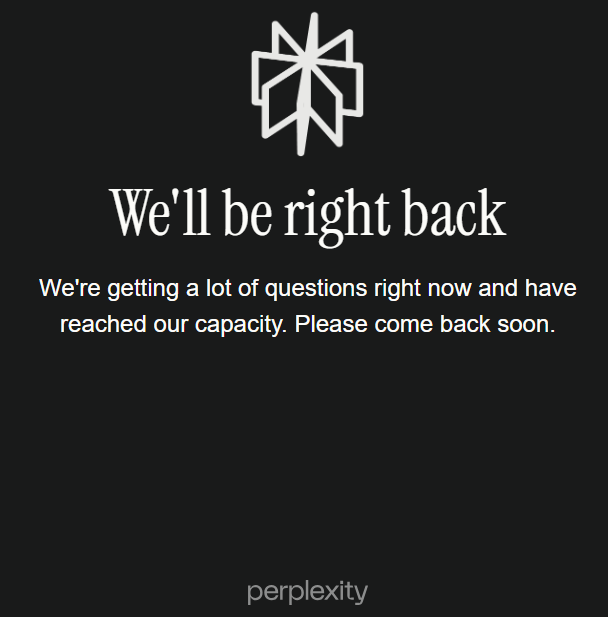 We'll be right back
We're getting a lot of questions right now and have
reached our capacity. Please come back soon.
perplexity